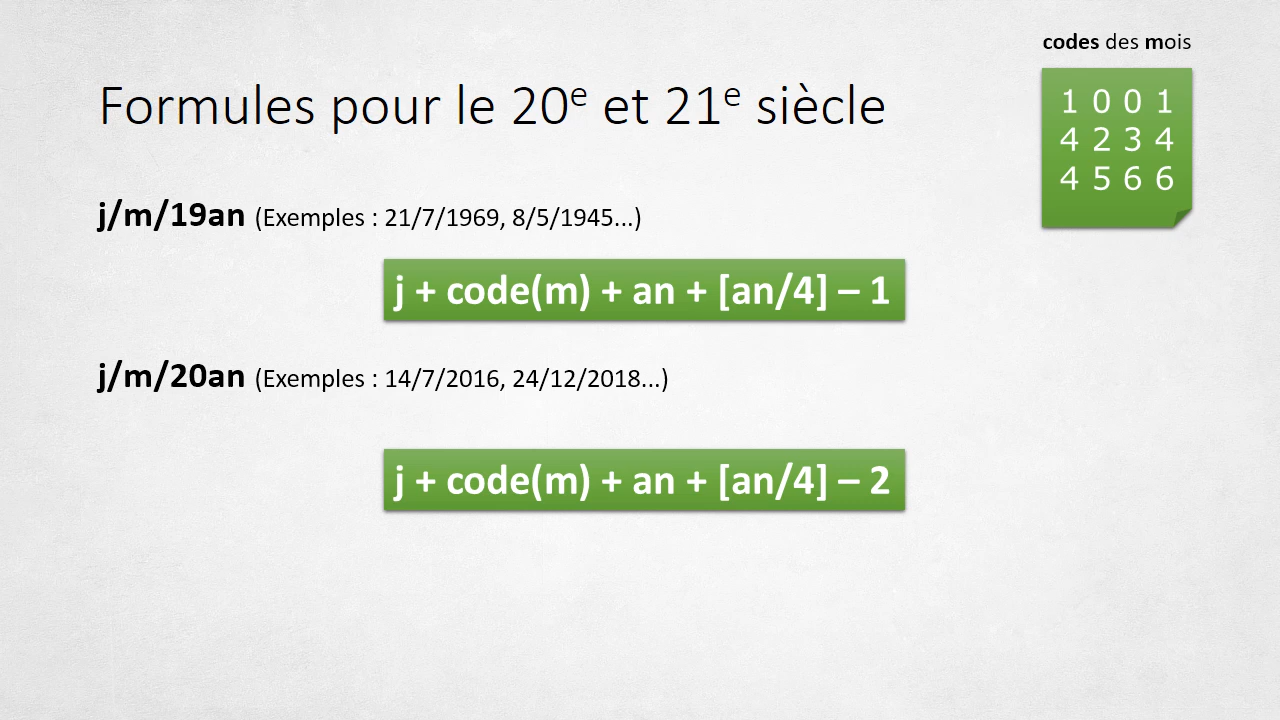 codes des mois
1 0 0 1
4 2 3 4
4 5 6 6
Formules pour le 20e et 21e siècle
j/m/19an (Exemples : 21/7/1969, 8/5/1945...)
j + code(m) + an + [an/4] – 1
j/m/20an (Exemples : 14/7/2016, 24/12/2018...)
j + code(m) + an + [an/4] – 2